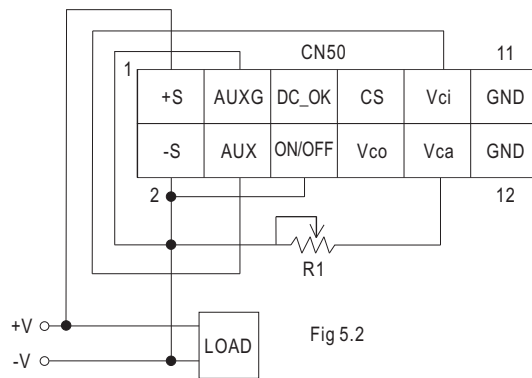 CN50
1
11
+S AUXG DC_OK CS Vci GND
-S AUX ON/OFF Vco Vca GND
2
12
R1
+V
-V
LOAD
Fig 5.2